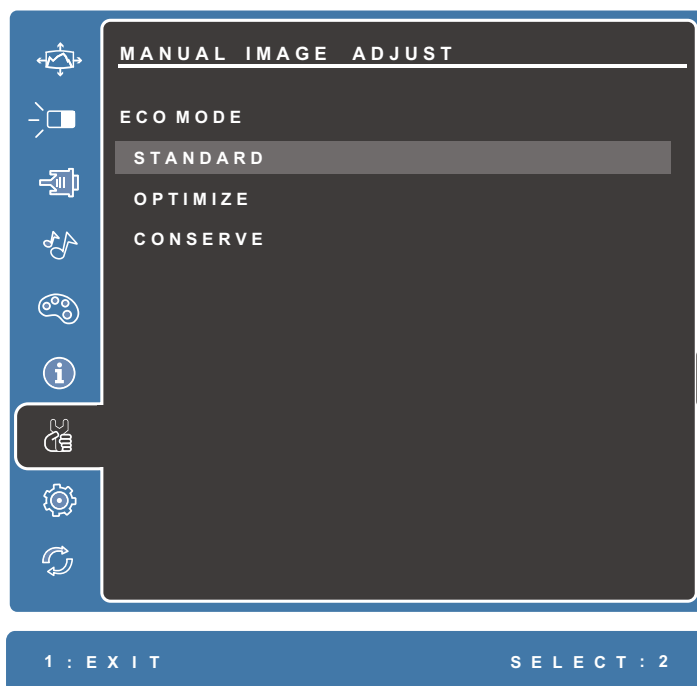 MANUAL IMAGE ADJUST
ECO MODE
STANDARD
OPTIMIZE
CONSERVE
1:EXIT SELECT:2